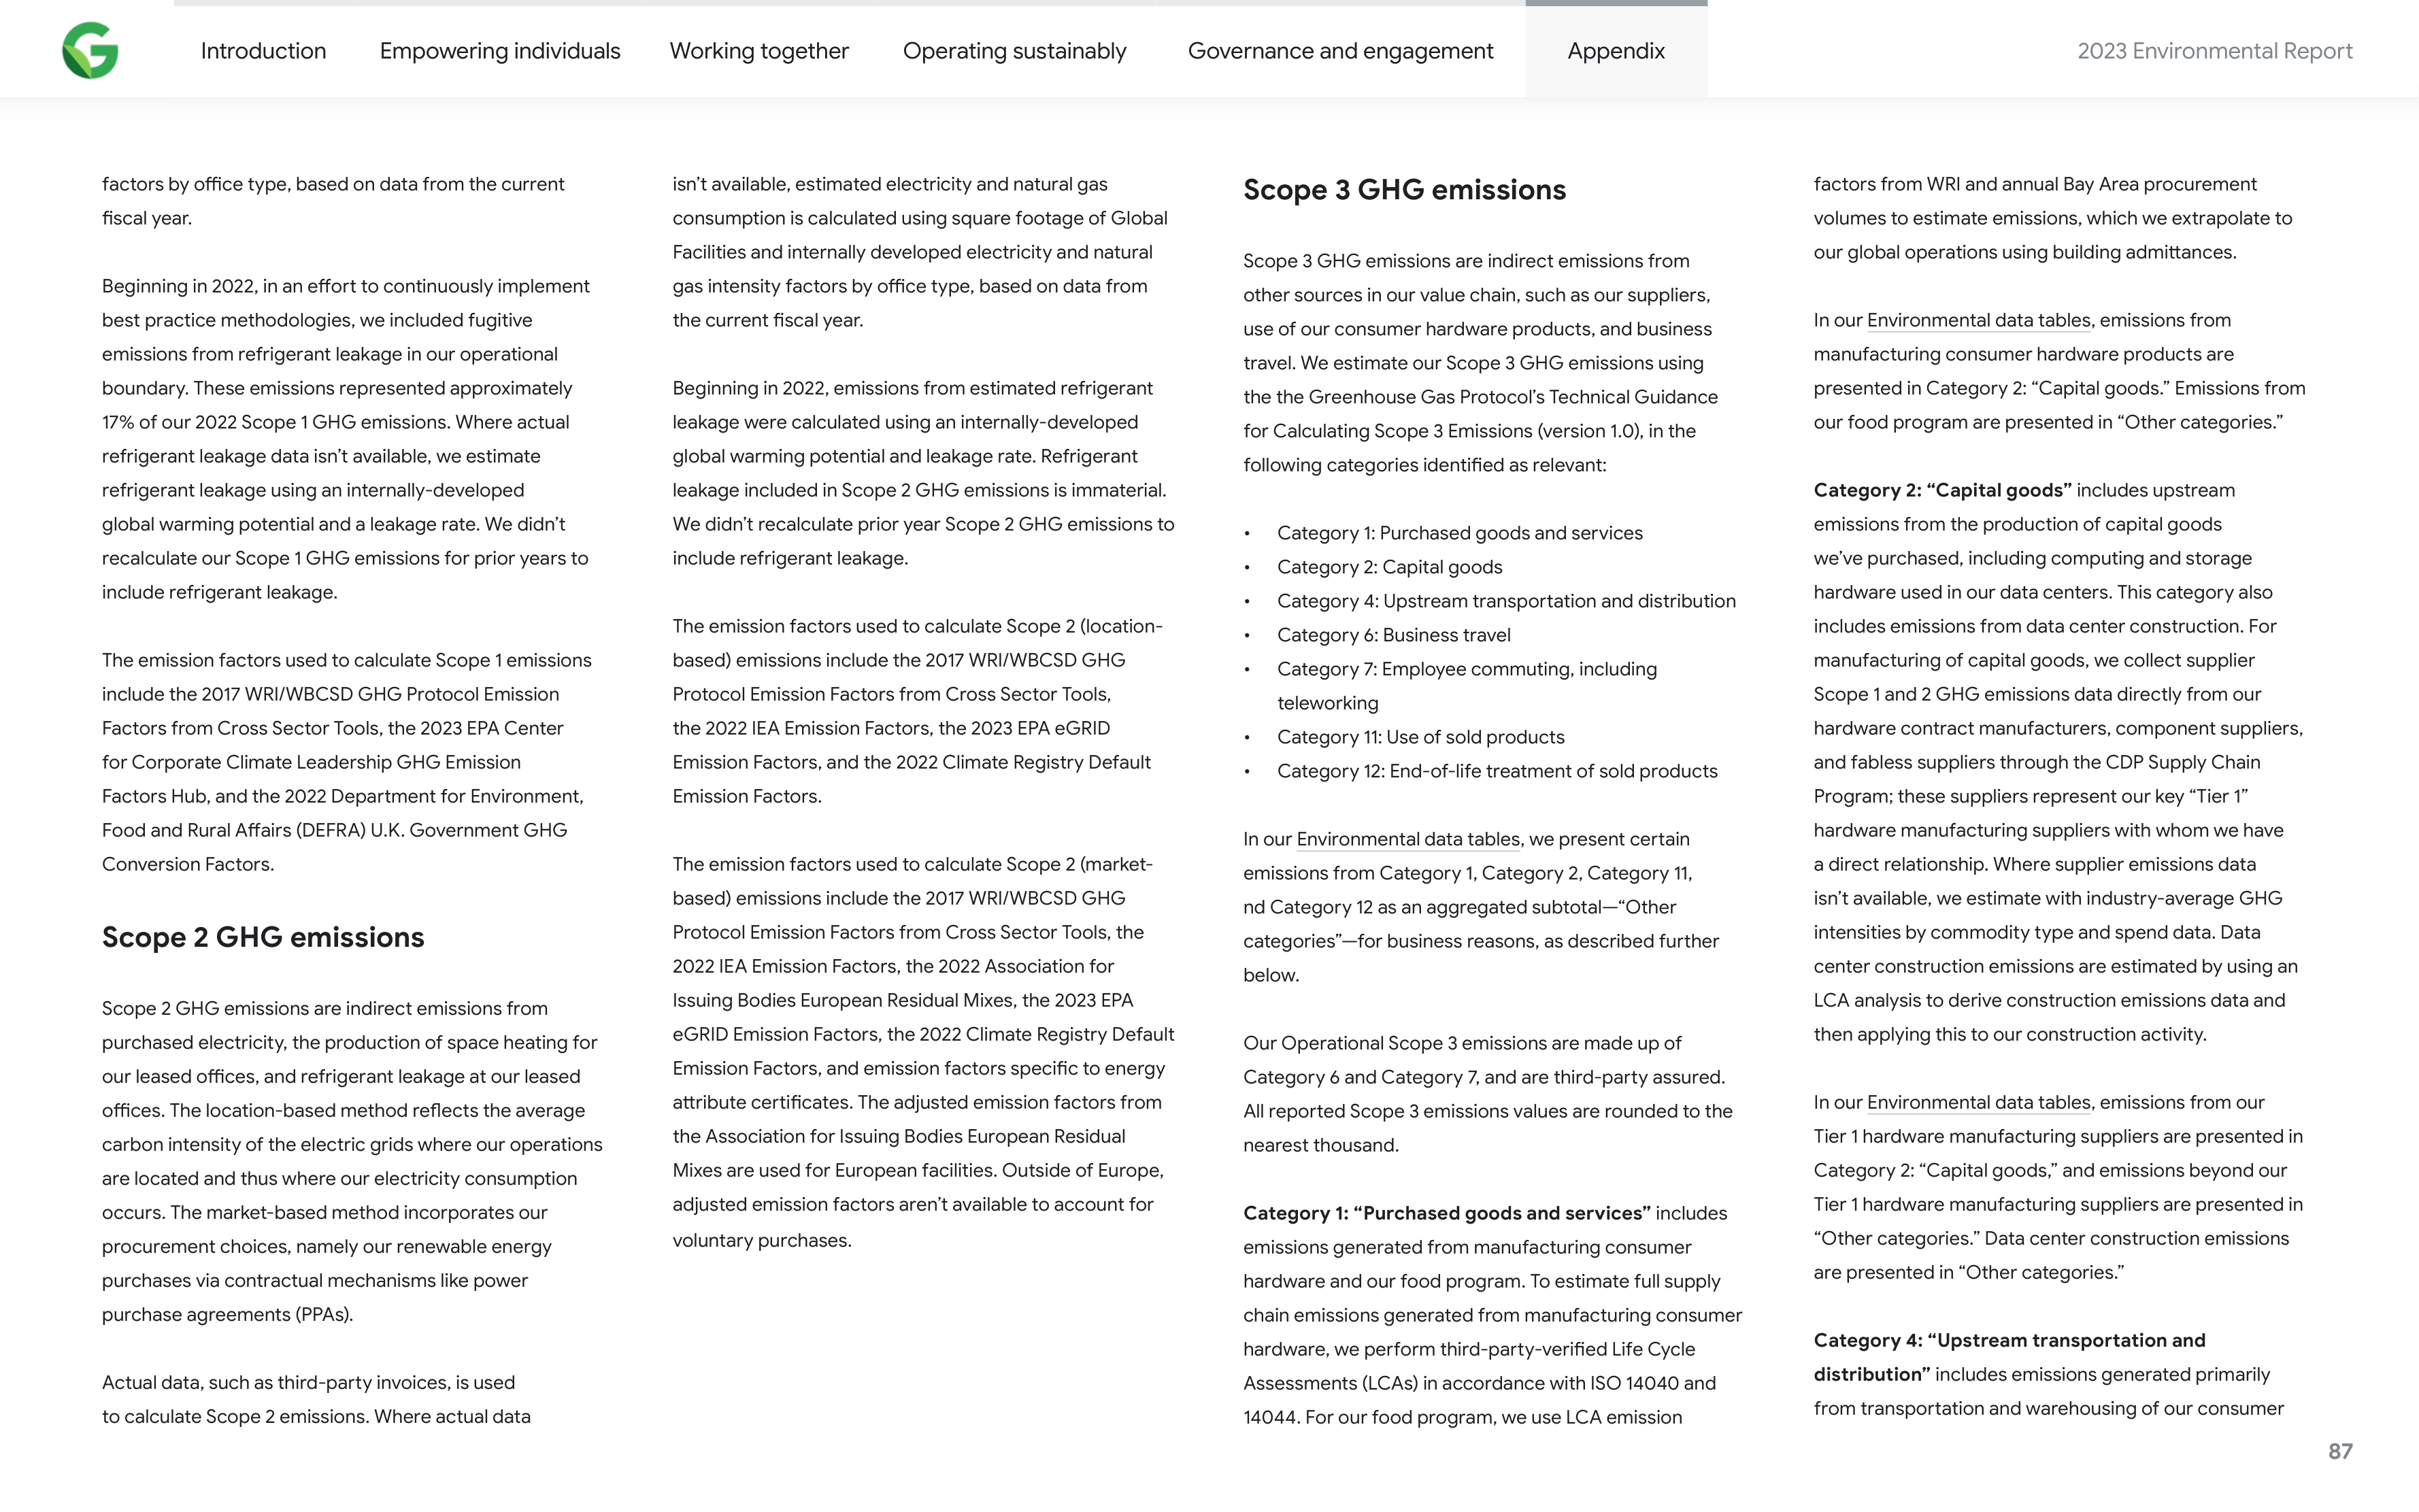 Introduction
Empowering individuals
Working together
Operating sustainably
Governance and engagement
Appendix
2023 Environmental Report
factors by office type, based on data from the current
fiscal year.
Beginning in 2022, in an effort to continuously implement
best practice methodologies, we included fugitive
emissions from refrigerant leakage in our operational
boundary. These emissions represented approximately
17% of our 2022 Scope 1 GHG emissions. Where actual
refrigerant leakage data isn’t available, we estimate
refrigerant leakage using an internally-developed
global warming potential and a leakage rate. We didn’t
recalculate our Scope 1 GHG emissions for prior years to
include refrigerant leakage.
The emission factors used to calculate Scope 1 emissions
include the 2017 WRI/WBCSD GHG Protocol Emission
Factors from Cross Sector Tools, the 2023 EPA Center
for Corporate Climate Leadership GHG Emission
Factors Hub, and the 2022 Department for Environment,
Food and Rural Affairs (DEFRA) U.K. Government GHG
Conversion Factors.
Scope 2 GHG emissions
Scope 2 GHG emissions are indirect emissions from
purchased electricity, the production of space heating for
our leased offices, and refrigerant leakage at our leased
offices. The location-based method reflects the average
carbon intensity of the electric grids where our operations
are located and thus where our electricity consumption
occurs. The market-based method incorporates our
procurement choices, namely our renewable energy
purchases via contractual mechanisms like power
purchase agreements (PPAs).
Actual data, such as third-party invoices, is used
to calculate Scope 2 emissions. Where actual data
isn’t available, estimated electricity and natural gas
consumption is calculated using square footage of Global
Facilities and internally developed electricity and natural
gas intensity factors by office type, based on data from
the current fiscal year.
Beginning in 2022, emissions from estimated refrigerant
leakage were calculated using an internally-developed
global warming potential and leakage rate. Refrigerant
leakage included in Scope 2 GHG emissions is immaterial.
We didn’t recalculate prior year Scope 2 GHG emissions to
include refrigerant leakage.
The emission factors used to calculate Scope 2 (location-
based) emissions include the 2017 WRI/WBCSD GHG
Protocol Emission Factors from Cross Sector Tools,
the 2022 IEA Emission Factors, the 2023 EPA eGRID
Emission Factors, and the 2022 Climate Registry Default
Emission Factors.
The emission factors used to calculate Scope 2 (market-
based) emissions include the 2017 WRI/WBCSD GHG
Protocol Emission Factors from Cross Sector Tools, the
2022 IEA Emission Factors, the 2022 Association for
Issuing Bodies European Residual Mixes, the 2023 EPA
eGRID Emission Factors, the 2022 Climate Registry Default
Emission Factors, and emission factors specific to energy
attribute certificates. The adjusted emission factors from
the Association for Issuing Bodies European Residual
Mixes are used for European facilities. Outside of Europe,
adjusted emission factors aren’t available to account for
voluntary purchases.
Scope 3 GHG emissions
Scope 3 GHG emissions are indirect emissions from
other sources in our value chain, such as our suppliers,
use of our consumer hardware products, and business
travel. We estimate our Scope 3 GHG emissions using
the the Greenhouse Gas Protocol’s Technical Guidance
for Calculating Scope 3 Emissions (version 1.0), in the
following categories identified as relevant:
• Category 1: Purchased goods and services
• Category 2: Capital goods
• Category 4: Upstream transportation and distribution
• Category 6: Business travel
• Category 7: Employee commuting, including
teleworking
• Category 11: Use of sold products
• Category 12: End-of-life treatment of sold products
In our Environmental data tables, we present certain
emissions from Category 1, Category 2, Category 11,
nd Category 12 as an aggregated subtotal—“Other
categories”—for business reasons, as described further
below.
Our Operational Scope 3 emissions are made up of
Category 6 and Category 7, and are third-party assured.
All reported Scope 3 emissions values are rounded to the
nearest thousand.
Category 1: “Purchased goods and services” includes
emissions generated from manufacturing consumer
hardware and our food program. To estimate full supply
chain emissions generated from manufacturing consumer
hardware, we perform third-party-verified Life Cycle
Assessments (LCAs) in accordance with ISO 14040 and
14044. For our food program, we use LCA emission
factors from WRI and annual Bay Area procurement
volumes to estimate emissions, which we extrapolate to
our global operations using building admittances.
In our Environmental data tables, emissions from
manufacturing consumer hardware products are
presented in Category 2: “Capital goods.” Emissions from
our food program are presented in “Other categories.”
Category 2: “Capital goods” includes upstream
emissions from the production of capital goods
we’ve purchased, including computing and storage
hardware used in our data centers. This category also
includes emissions from data center construction. For
manufacturing of capital goods, we collect supplier
Scope 1 and 2 GHG emissions data directly from our
hardware contract manufacturers, component suppliers,
and fabless suppliers through the CDP Supply Chain
Program; these suppliers represent our key “Tier 1”
hardware manufacturing suppliers with whom we have
a direct relationship. Where supplier emissions data
isn’t available, we estimate with industry-average GHG
intensities by commodity type and spend data. Data
center construction emissions are estimated by using an
LCA analysis to derive construction emissions data and
then applying this to our construction activity.
In our Environmental data tables, emissions from our
Tier 1 hardware manufacturing suppliers are presented in
Category 2: “Capital goods,” and emissions beyond our
Tier 1 hardware manufacturing suppliers are presented in
“Other categories.” Data center construction emissions
are presented in “Other categories.”
Category 4: “Upstream transportation and
distribution” includes emissions generated primarily
from transportation and warehousing of our consumer
87